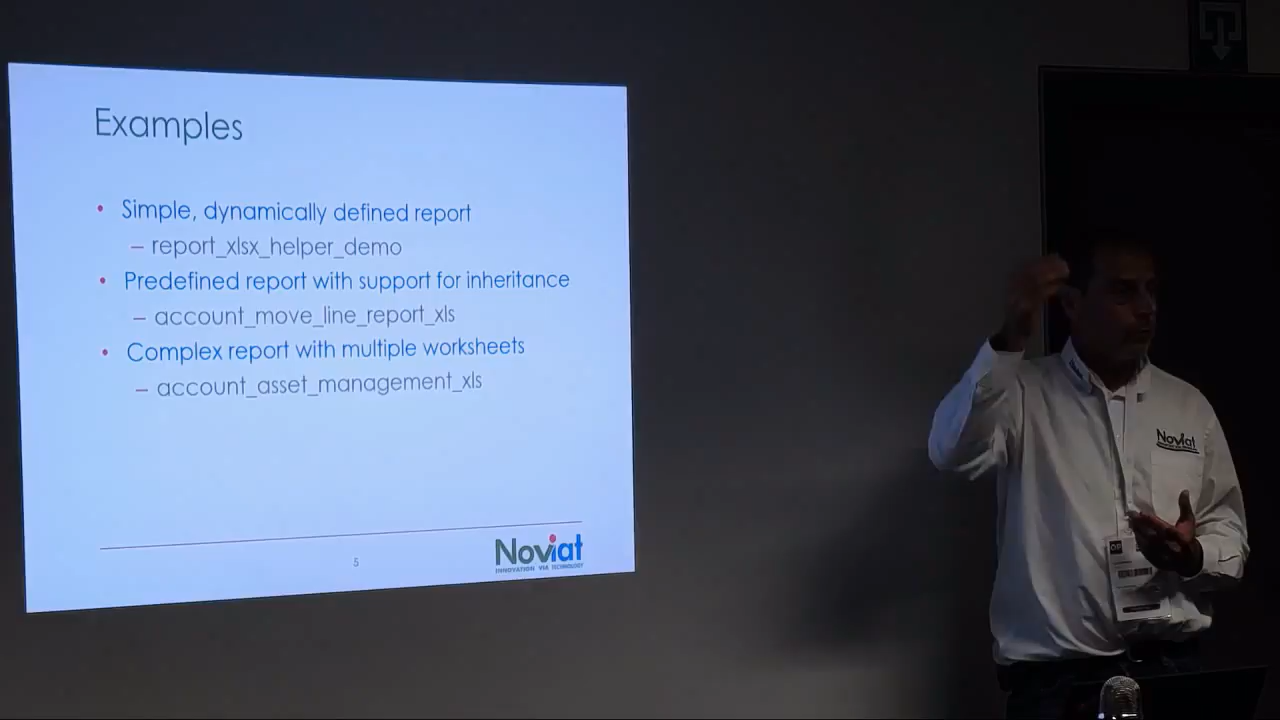 Examples
• Simple, dynamically defined report
– report_xlsx_helper_demo
• Predefined report with support for inheritance
– account_move_line_report_xls
• Complex report with multiple worksheets
– account_asset_management_xls
5
Noviat
INNOVATION VIA TECHNOLOGY
Noviat